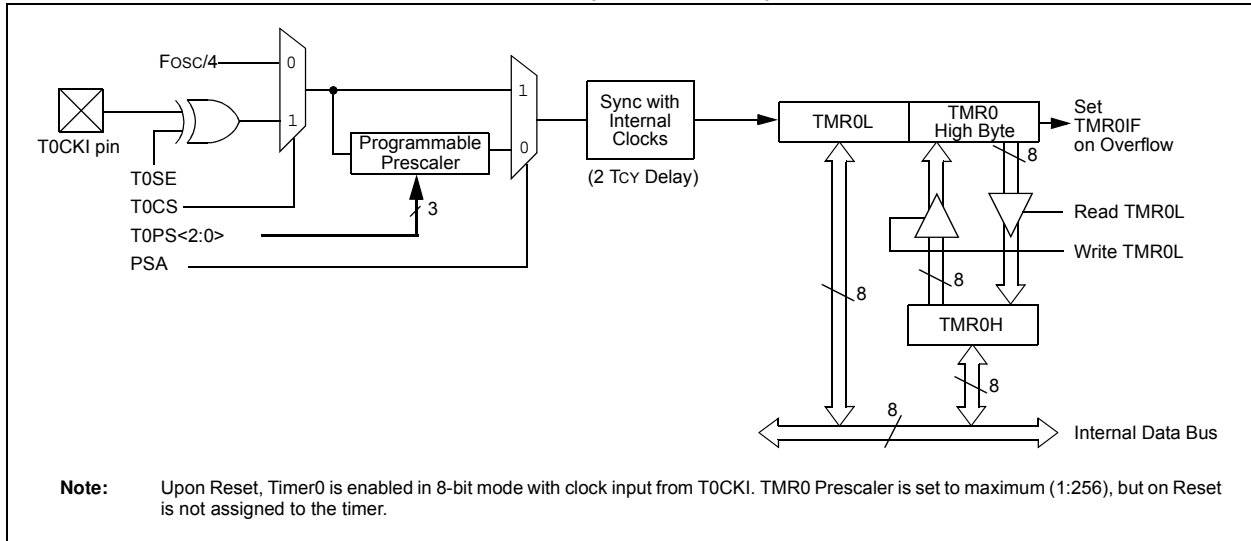 FOSC/4
0
1
T0CKI pin
T0SE
T0CS
T0PS<2:0>
PSA
Programmable
Prescaler
3
1
0
Sync with
Internal
Clocks
(2 TCY Delay)
TMR0L
TMR0
High Byte
Set
TMR0IF
on Overflow
8
Read TMR0L
Write TMR0L
8
8
TMR0H
8
8
Internal Data Bus
Note: Upon Reset, Timer0 is enabled in 8-bit mode with clock input from T0CKI. TMR0 Prescaler is set to maximum (1:256), but on Reset
is not assigned to the timer.